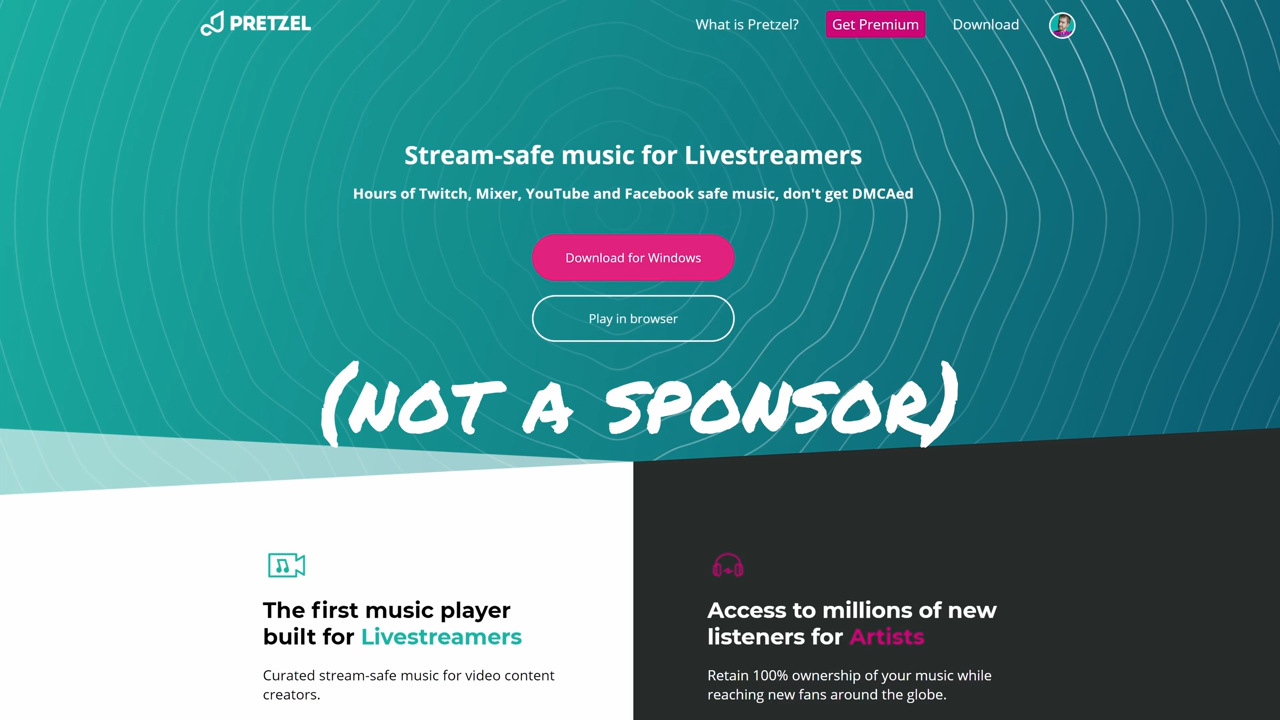 PRETZEL
What is Pretzel?
Get Premium
Download
Stream-safe music for Livestreamers
Hours of Twitch, Mixer, YouTube and Facebook safe music, don't get DMCAed
Download for Windows
Play in browser
(NOT A SPONSOR)
The first music player
built for Livestreamers
Curated stream-safe music for video content
creators.
Access to millions of new
listeners for Artists
Retain 100% ownership of your music while
reaching new fans around the globe.